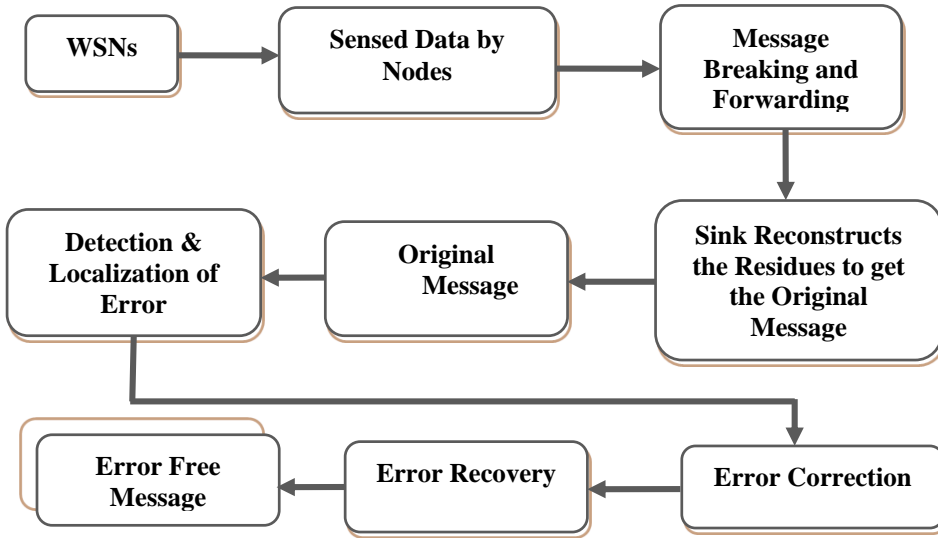 WSNs
Sensed Data by
Nodes
Message
Breaking and
Forwarding
Sink Reconstructs
the Residues to get
the Original
Message
Original
Message
Detection &
Localization of
Error
Error Correction
Error Recovery
Error Free
Message